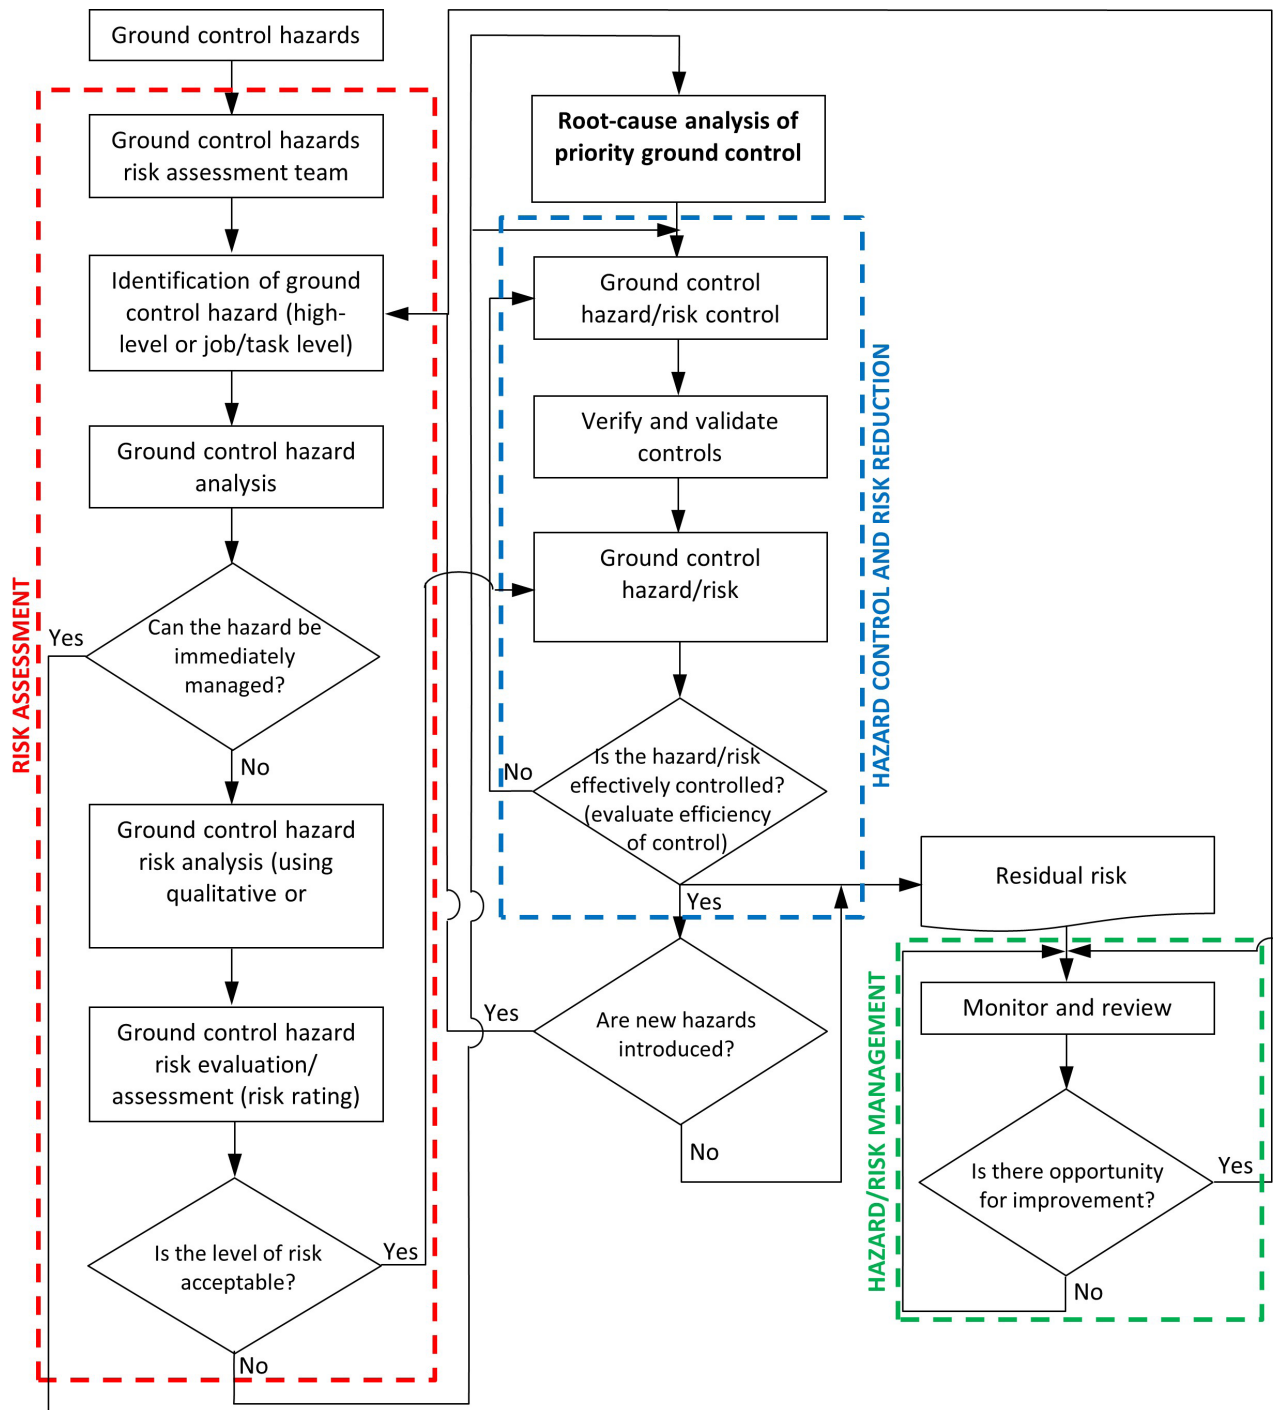 Ground control hazards
Ground control hazards
risk assessment team
Identification of ground
control hazard (high-
level or job/task level)
Ground control hazard
analysis
Can the hazard be
immediately
managed?
Yes
No
Ground control hazard
risk analysis (using
qualitative or
Ground control hazard
risk evaluation/
assessment (risk rating)
Is the level of risk
acceptable?
Yes
No
RISK ASSESSMENT
Root-cause analysis of
priority ground control
Ground control
hazard/risk control
Verify and validate
controls
Ground control
hazard/risk
Is the hazard/risk
effectively controlled?
(evaluate efficiency
of control)
No
Yes
HAZARD CONTROL AND RISK REDUCTION
Are new hazards
introduced?
Yes
No
Residual risk
Monitor and review
Is there opportunity
for improvement?
Yes
No
HAZARD/RISK MANAGEMENT